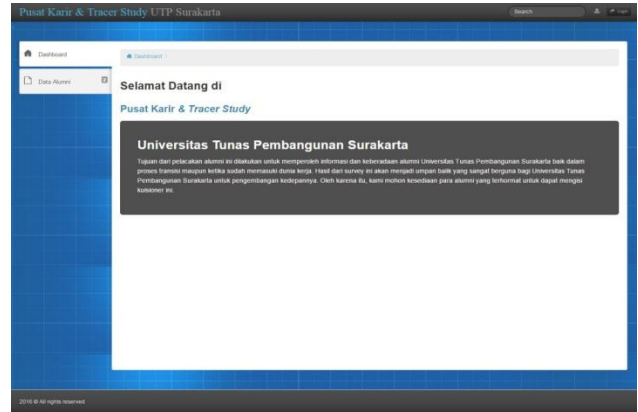 Pusat Karir & Tracer Study UTP Surakarta
Search
Login
Dashboard
Dashboard /
Data Alumni
Selamat Datang di
Pusat Karir & Tracer Study
Universitas Tunas Pembangunan Surakarta
Tujuan dari pelacakan alumni ini dilakukan untuk memperoleh informasi dan keberadaan alumni Universitas Tunas Pembangunan Surakarta baik dalam
proses transisi maupun ketika sudah memasuki dunia kerja. Hasil dari survey ini akan menjadi umpan balik yang sangat berguna bagi Universitas Tunas
Pembangunan Surakarta untuk pengembangan kedepannya. Oleh karena itu, kami mohon kesediaan para alumni yang terhormat untuk dapat mengisi
kuisioner ini.
2016 © All rights reserved